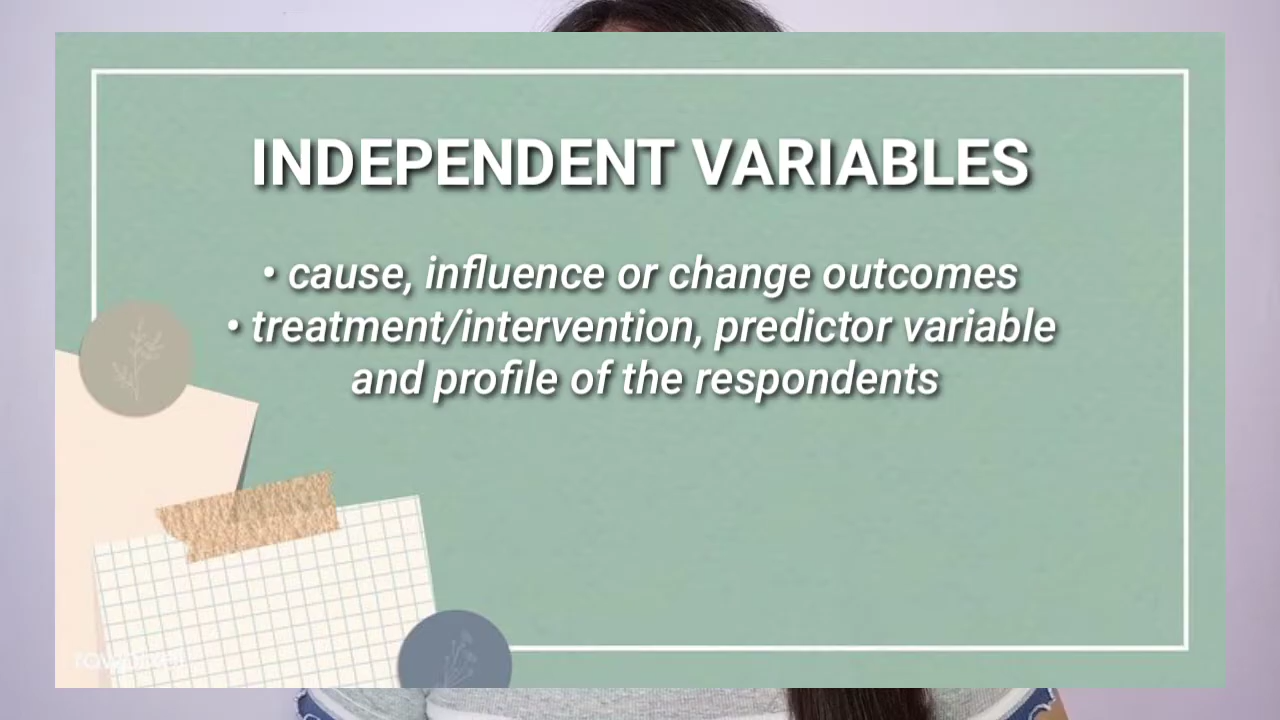 INDEPENDENT VARIABLES
• cause, influence or change outcomes
• treatment/intervention, predictor variable
and profile of the respondents